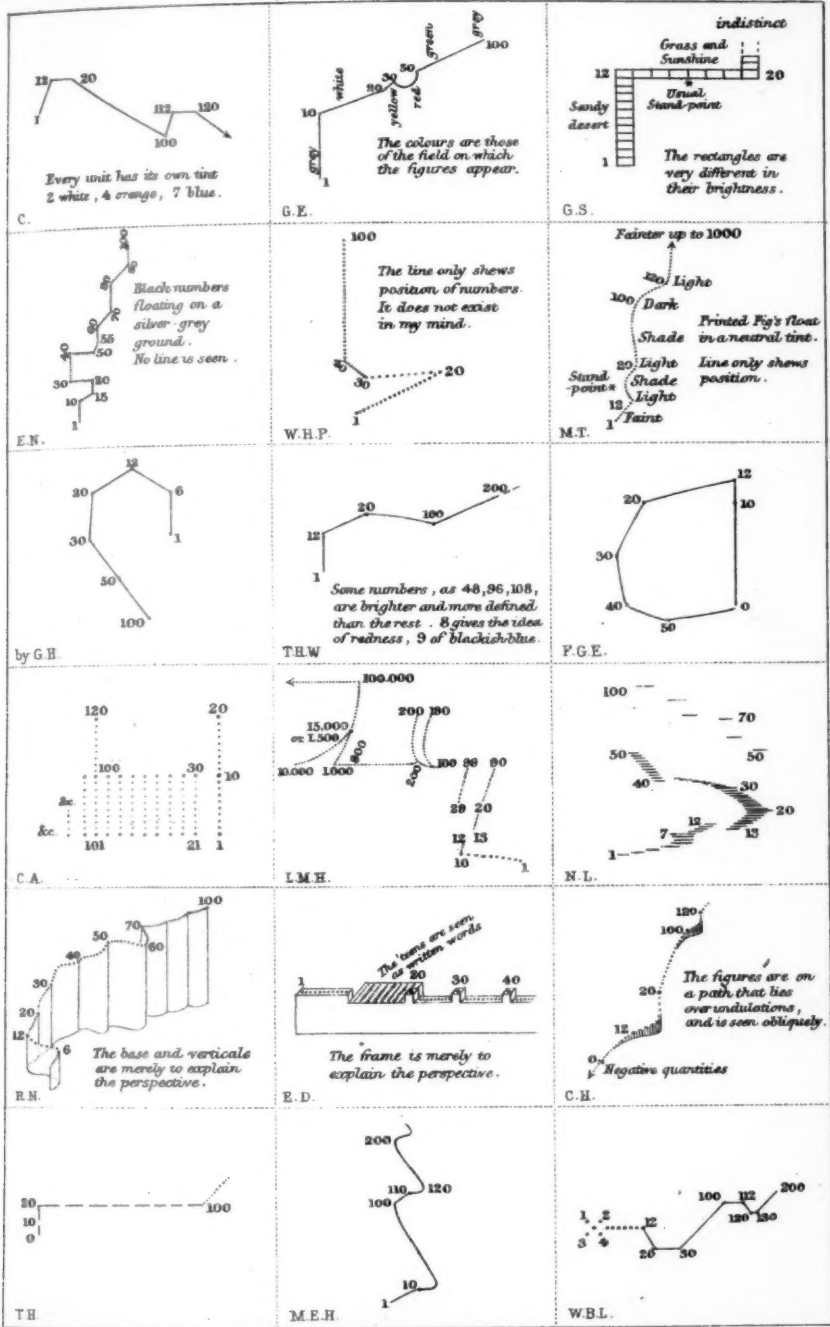 12 20 112 120
1 100
Every unit has its own tint
2 white, 4 orange, 7 blue.
C.
grey
green
100
white
30 50
20
10
yellow
red
grey
1
The colours are those
of the field on which
the figures appear.
G.E.
indistinct
Grass and
Sunshine
12 20
*
Usual
Stand-point
Sandy
desert
1
The rectangles are
very different in
their brightness.
G.S.
100
Black numbers
floating on a
silver-grey
ground.
No line is seen.
55
40 50
30 20
10 15
1
E.N.
100
The line only shews
position of numbers.
It does not exist
in my mind.
30 20
1
W.H.P.
Fainter up to 1000
120 Light
100 Dark
Shade
Printed Fig's float
in a neutral tint.
20 Light
Line only shews
position.
Stand-
point*
Shade
12 Light
1 Faint
M.T.
12
20 6
30 1
50
100
by G.H.
200
20 100
12
1
Some numbers, as 48, 96, 108,
are brighter and more defined
than the rest. 8 gives the idea
of redness, 9 of blackish-blue.
T.H.W
12
20 10
30
40 0
50
F.G.E.
120 20
100 30 10
&c.
&c. 101 21 1
C.A.
100.000
15.000
or 1.500
200
10.000 1.000 800 200 100 90
29 20
12 13
10 1
L.M.H.
100
70
50 50
40 30
20
12
7 13
1
N.L.
100
70
50
40 60
30
20
12 6
The base and verticals
are merely to explain
the perspective.
R.N.
The teens are seen
as written words
1 20 30 40
The frame is merely to
explain the perspective.
E.D.
120
100
20
12
0
The figures are on
a path that lies
over undulations,
and is seen obliquely.
Negative quantities
C.H.
20
10
0
100
T.H.
200
110 120
100
10
1
M.E.H.
1 2
3 4
12
20 30
100 112 200
120 130
W.B.L.